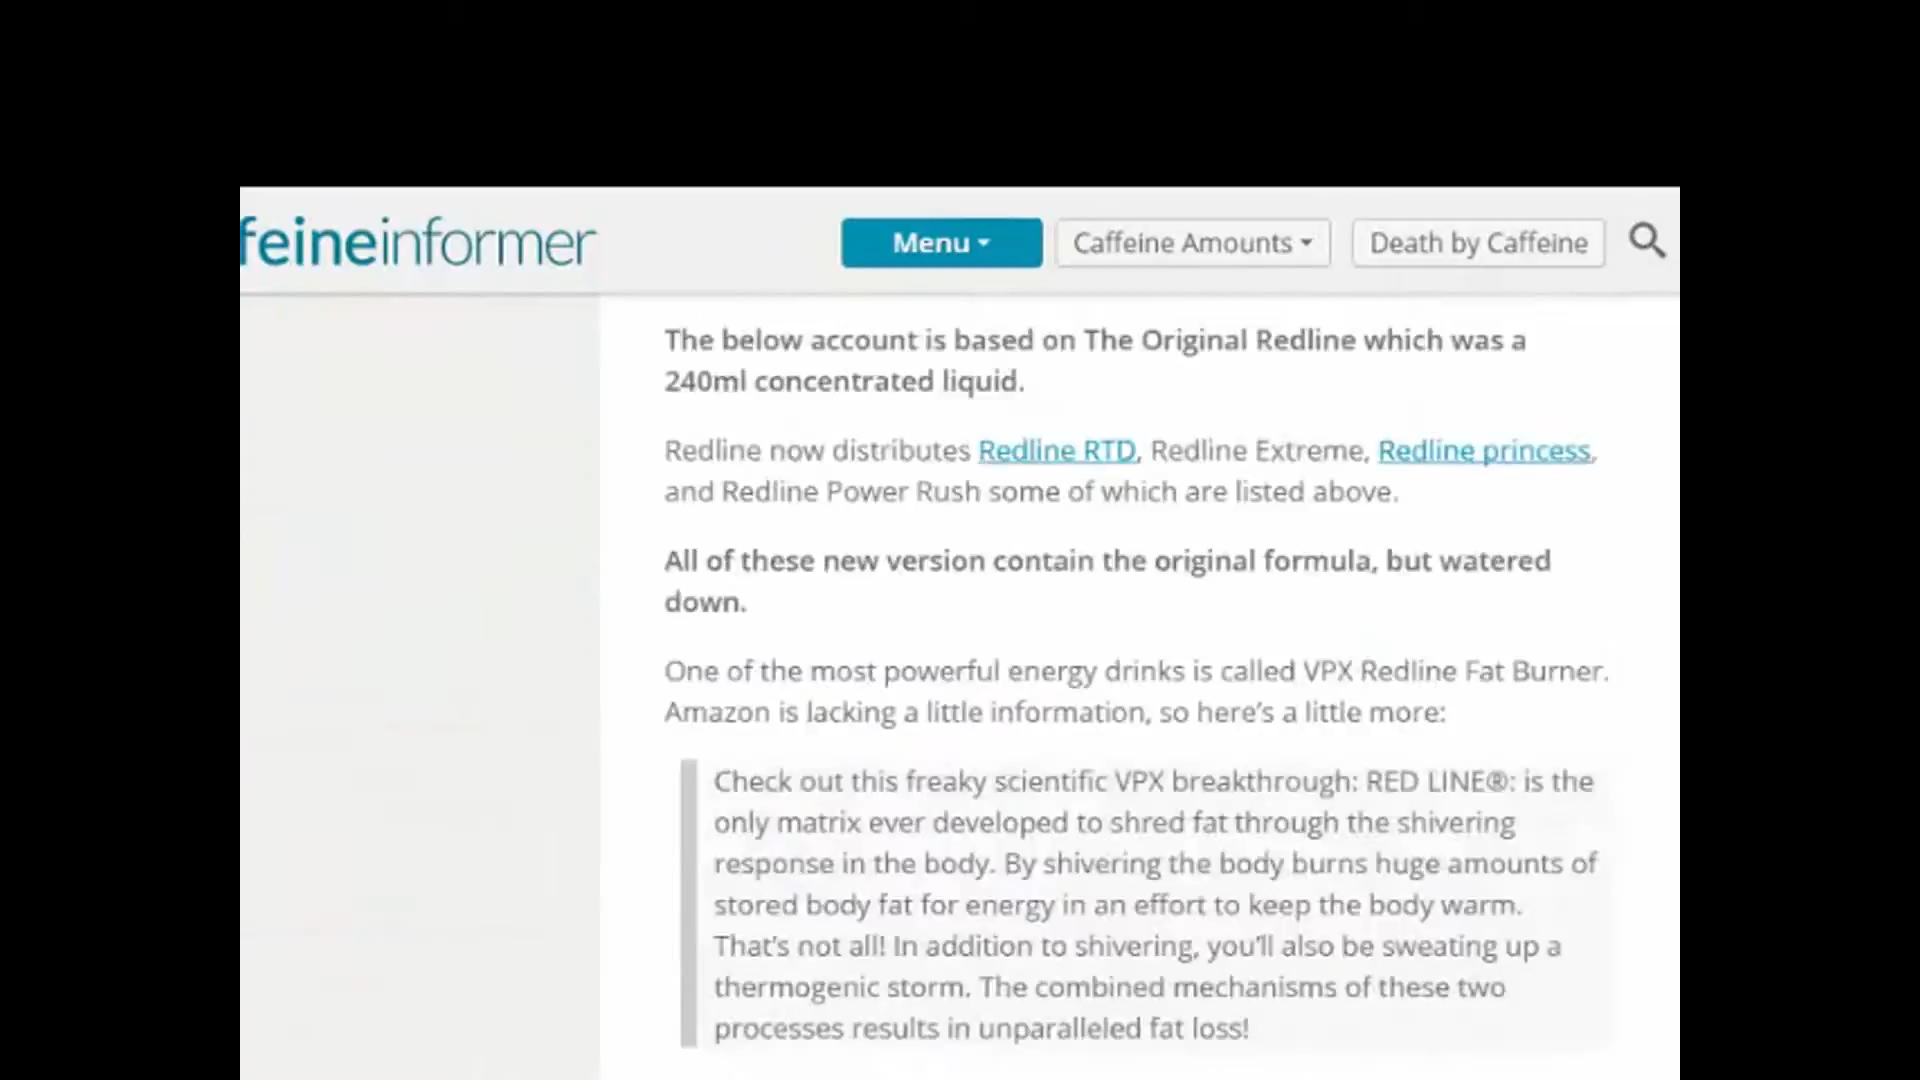 feineinformer
Menu
Caffeine Amounts
Death by Caffeine
The below account is based on The Original Redline which was a
240ml concentrated liquid.
Redline now distributes Redline RTD, Redline Extreme, Redline princess,
and Redline Power Rush some of which are listed above.
All of these new version contain the original formula, but watered
down.
One of the most powerful energy drinks is called VPX Redline Fat Burner.
Amazon is lacking a little information, so here's a little more:
Check out this freaky scientific VPX breakthrough: RED LINE®: is the
only matrix ever developed to shred fat through the shivering
response in the body. By shivering the body burns huge amounts of
stored body fat for energy in an effort to keep the body warm.
That's not all! In addition to shivering, you'll also be sweating up a
thermogenic storm. The combined mechanisms of these two
processes results in unparalleled fat loss!